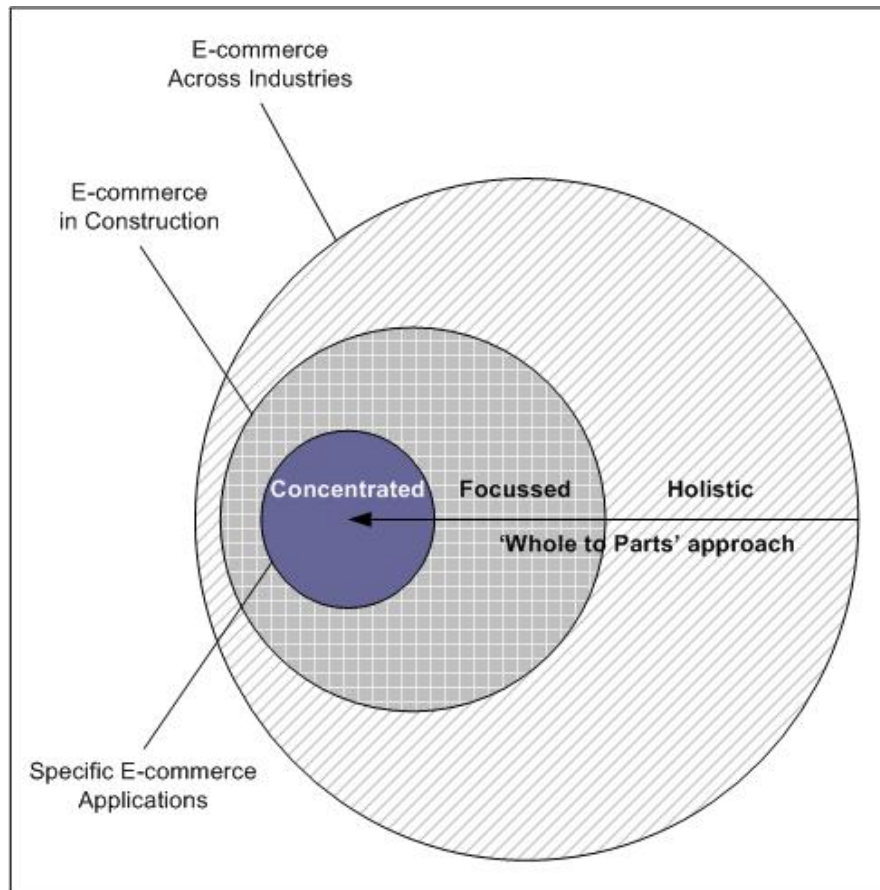 E-commerce
Across Industries
E-commerce
in Construction
Concentrated
Focussed
Holistic
‘Whole to Parts’ approach
Specific E-commerce
Applications